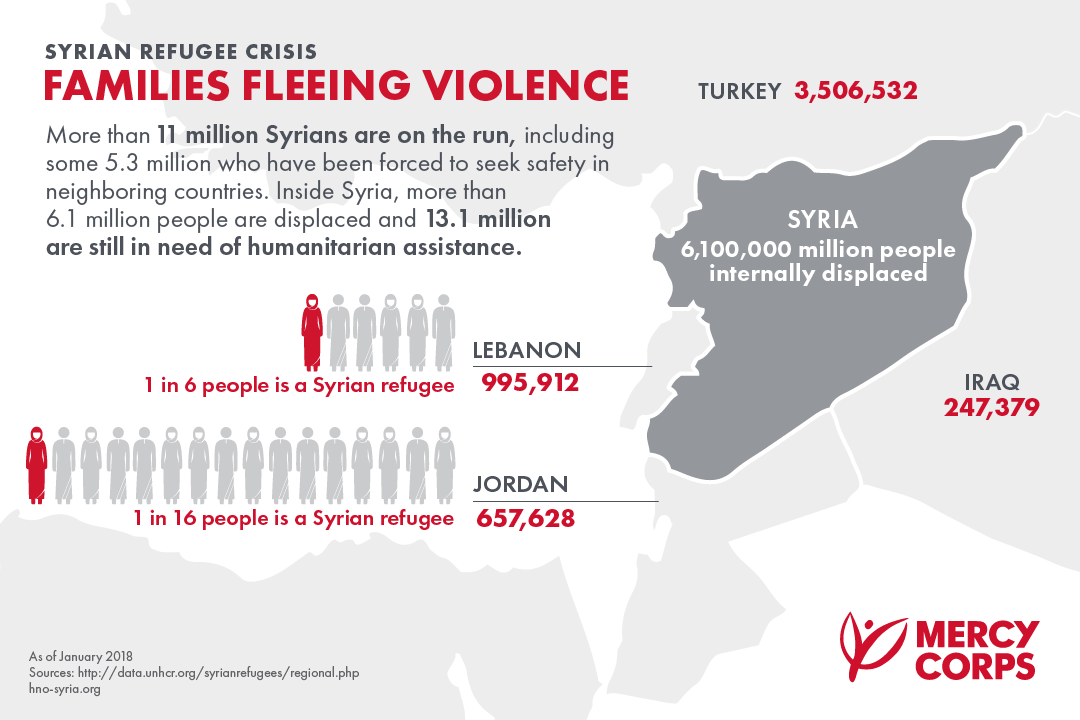 SYRIAN REFUGEE CRISIS
FAMILIES FLEEING VIOLENCE
More than 11 million Syrians are on the run, including
some 5.3 million who have been forced to seek safety in
neighboring countries. Inside Syria, more than
6.1 million people are displaced and 13.1 million
are still in need of humanitarian assistance.
TURKEY 3,506,532
SYRIA
6,100,000 million people
internally displaced
LEBANON
995,912
1 in 6 people is a Syrian refugee
IRAQ
247,379
JORDAN
657,628
1 in 16 people is a Syrian refugee
As of January 2018
Sources: http://data.unhcr.org/syrianrefugees/regional.php
hno-syria.org
MERCY
CORPS